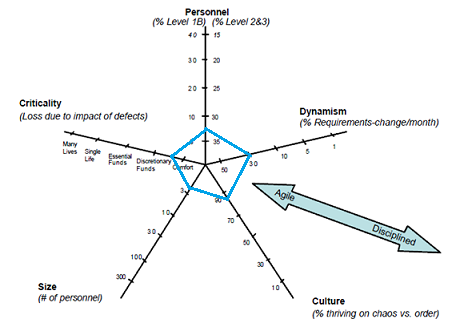 Personnel
(% Level 1B) (% Level 2&3)
40 15
30 20
20 25
10 30
35
Criticality
(Loss due to impact of defects)
Many
Lives
Single
Life
Essential
Funds
Discretionary
Funds
Comfort
Dynamism
(% Requirements-change/month)
50
30
10
5
1
Agile
Disciplined
3
10
30
100
300
Size
(# of personnel)
90
70
50
30
10
Culture
(% thriving on chaos vs. order)